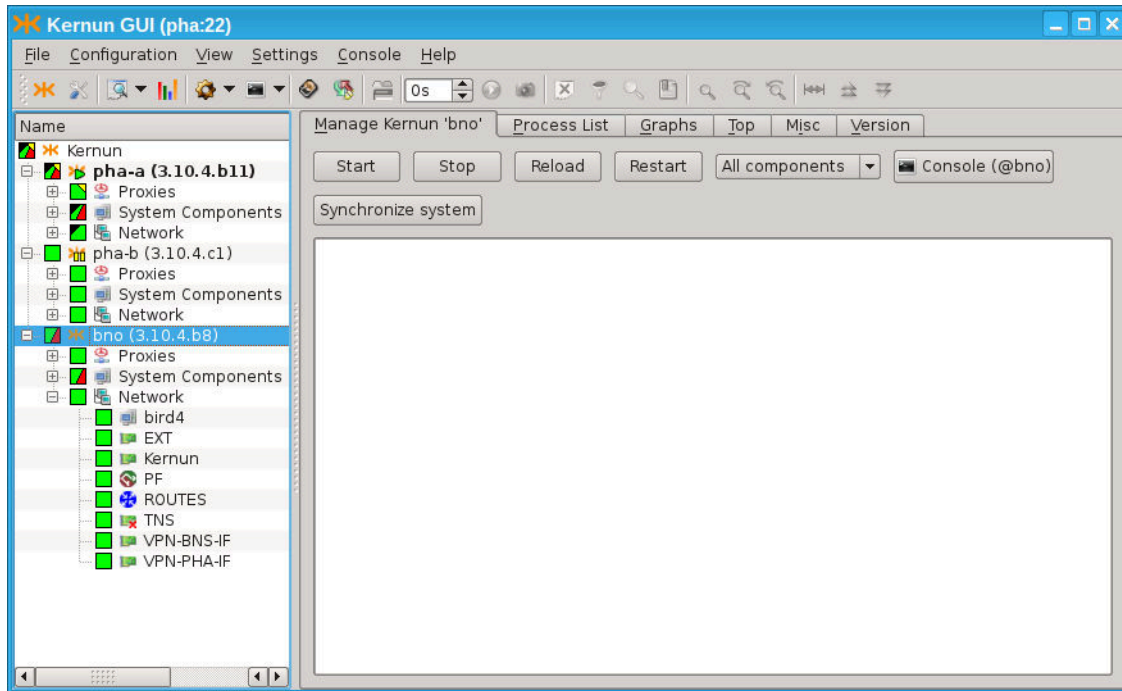 Kernun GUI (pha:22)
File Configuration View Settings Console Help
0s
Name
Kernun
pha-a (3.10.4.b11)
Proxies
System Components
Network
pha-b (3.10.4.c1)
Proxies
System Components
Network
bno (3.10.4.b8)
Proxies
System Components
Network
bird4
EXT
Kernun
PF
ROUTES
TNS
VPN-BNS-IF
VPN-PHA-IF
Manage Kernun 'bno' Process List Graphs Top Misc Version
Start Stop Reload Restart All components Console (@bno)
Synchronize system